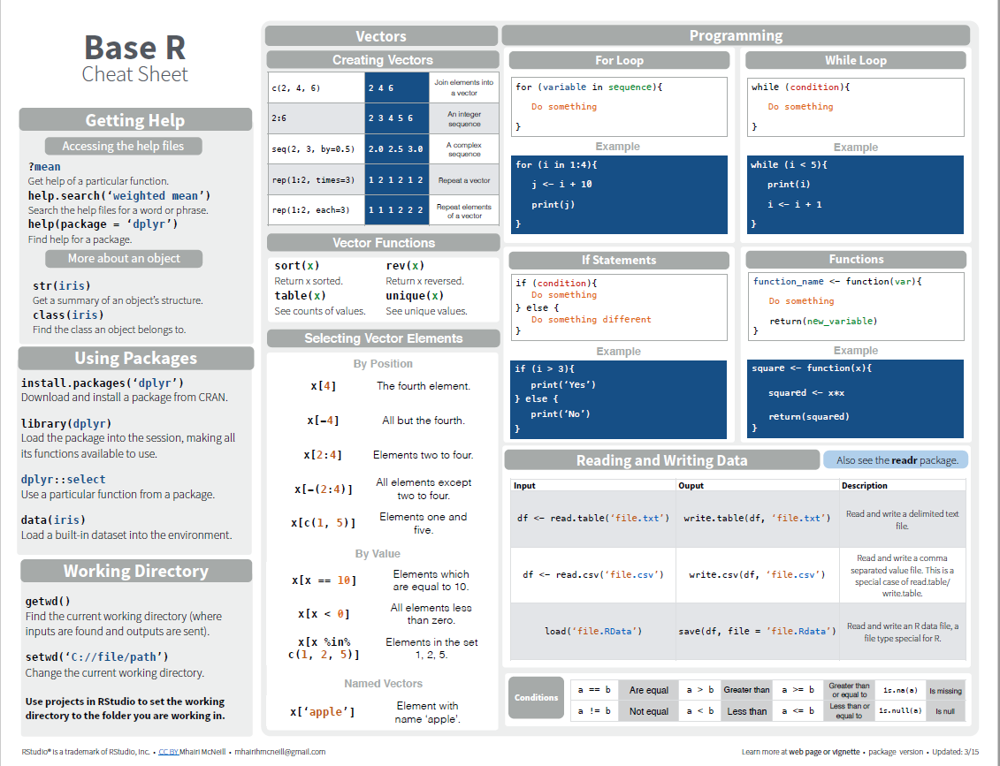 Base R
Cheat Sheet
Getting Help
Accessing the help files
?mean
Get help of a particular function.
help.search(‘weighted mean’)
Search the help files for a word or phrase.
help(package = ‘dplyr’)
Find help for a package.
More about an object
str(iris)
Get a summary of an object’s structure.
class(iris)
Find the class an object belongs to.
Using Packages
install.packages(‘dplyr’)
Download and install a package from CRAN.
library(dplyr)
Load the package into the session, making all
its functions available to use.
dplyr::select
Use a particular function from a package.
data(iris)
Load a built-in dataset into the environment.
Working Directory
getwd()
Find the current working directory (where
inputs are found and outputs are sent).
setwd(‘C://file/path’)
Change the current working directory.
Use projects in RStudio to set the working
directory to the folder you are working in.
Vectors
Creating Vectors
c(2, 4, 6) 2 4 6 Join elements into
a vector
2:6 2 3 4 5 6 An integer
sequence
seq(2, 3, by=0.5) 2.0 2.5 3.0 A complex
sequence
rep(1:2, times=3) 1 2 1 2 1 2 Repeat a vector
rep(1:2, each=3) 1 1 1 2 2 2 Repeat elements
of a vector
Vector Functions
sort(x) rev(x)
Return x sorted. Return x reversed.
table(x) unique(x)
See counts of values. See unique values.
Selecting Vector Elements
By Position
x[4] The fourth element.
x[-4] All but the fourth.
x[2:4] Elements two to four.
x[-(2:4)] All elements except
two to four.
x[c(1, 5)] Elements one and
five.
By Value
x[x == 10] Elements which
are equal to 10.
x[x < 0] All elements less
than zero.
x[x %in%
c(1, 2, 5)] Elements in the set
1, 2, 5.
Named Vectors
x[‘apple’] Element with
name ‘apple’.
Programming
For Loop
for (variable in sequence){
Do something
}
Example
for (i in 1:4){
j <- i + 10
print(j)
}
While Loop
while (condition){
Do something
}
Example
while (i < 5){
print(i)
i <- i + 1
}
If Statements
if (condition){
Do something
} else {
Do something different
}
Example
if (i > 3){
print(‘Yes’)
} else {
print(‘No’)
}
Functions
function_name <- function(var){
Do something
return(new_variable)
}
Example
square <- function(x){
squared <- x*x
return(squared)
}
Reading and Writing Data
Also see the readr package.
Input Ouput Description
df <- read.table(‘file.txt’) write.table(df, ‘file.txt’) Read and write a delimited text
file.
df <- read.csv(‘file.csv’) write.csv(df, ‘file.csv’) Read and write a comma
separated value file. This is a
special case of read.table/
write.table.
load(‘file.RData’) save(df, file = ’file.Rdata’) Read and write an R data file, a
file type special for R.
Conditions
a == b Are equal a > b Greater than a >= b Greater than
or equal to is.na(a) Is missing
a != b Not equal a < b Less than a <= b Less than or
equal to is.null(a) Is null
RStudio® is a trademark of RStudio, Inc. • CC BY Mhairi McNeill • mhairihmcneill@gmail.com
Learn more at web page or vignette • package version • Updated: 3/15